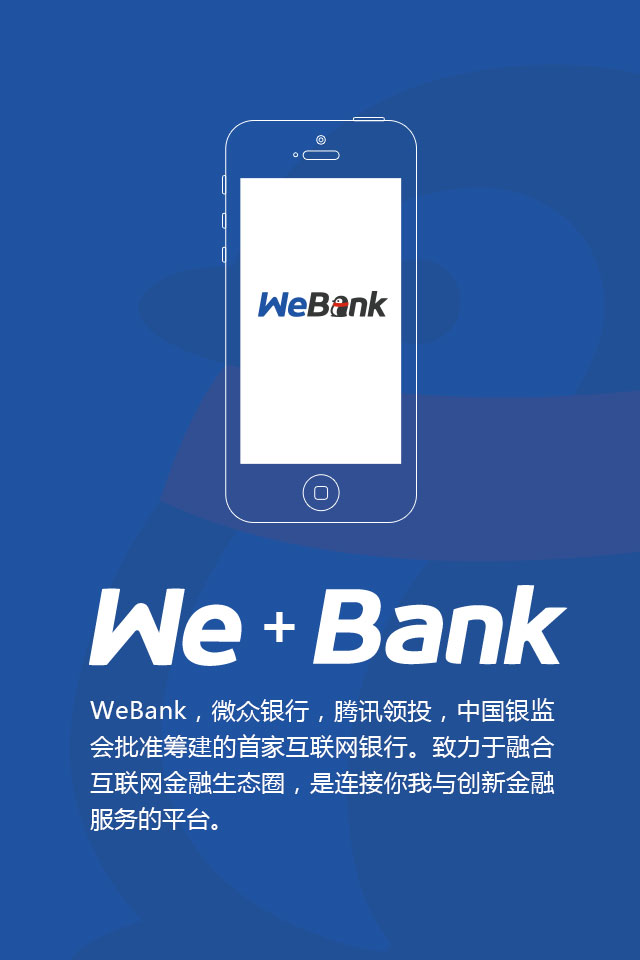 WeBank
We + Bank
WeBank，微众银行，腾讯领投，中国银监
会批准筹建的首家互联网银行。致力于融合
互联网金融生态圈，是连接你我与创新金融
服务的平台。